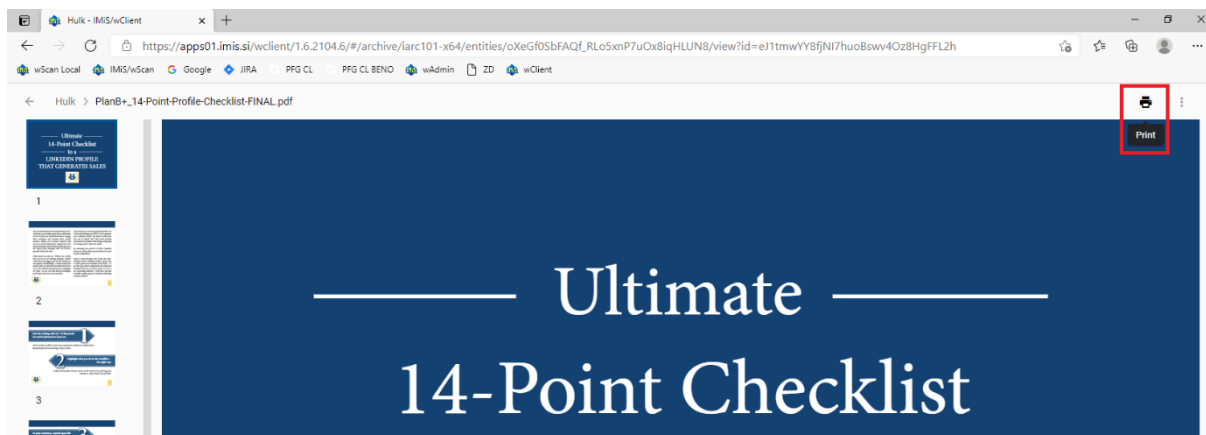 Hulk - IMiS/wClient
https://apps01.imis.si/wclient/1.6.2104.6/#/archive/iarc101-x64/entities/oXeGf0SbFAQf_RLo5xnP7uOx8iqHLUN8/view?id=eJ1tmwYY8fjNI7huoBswv4Oz8HgFFL2h
wScan Local IMiS/wScan Google JIRA PFG CL PFG CL BENO wAdmin ZD wClient
Hulk > PlanB+_14-Point-Profile-Checklist-FINAL.pdf
Print
Ultimate
14-Point Checklist
to a
LINKEDIN PROFILE
THAT GENERATES SALES
1
2
3
Ultimate
14-Point Checklist